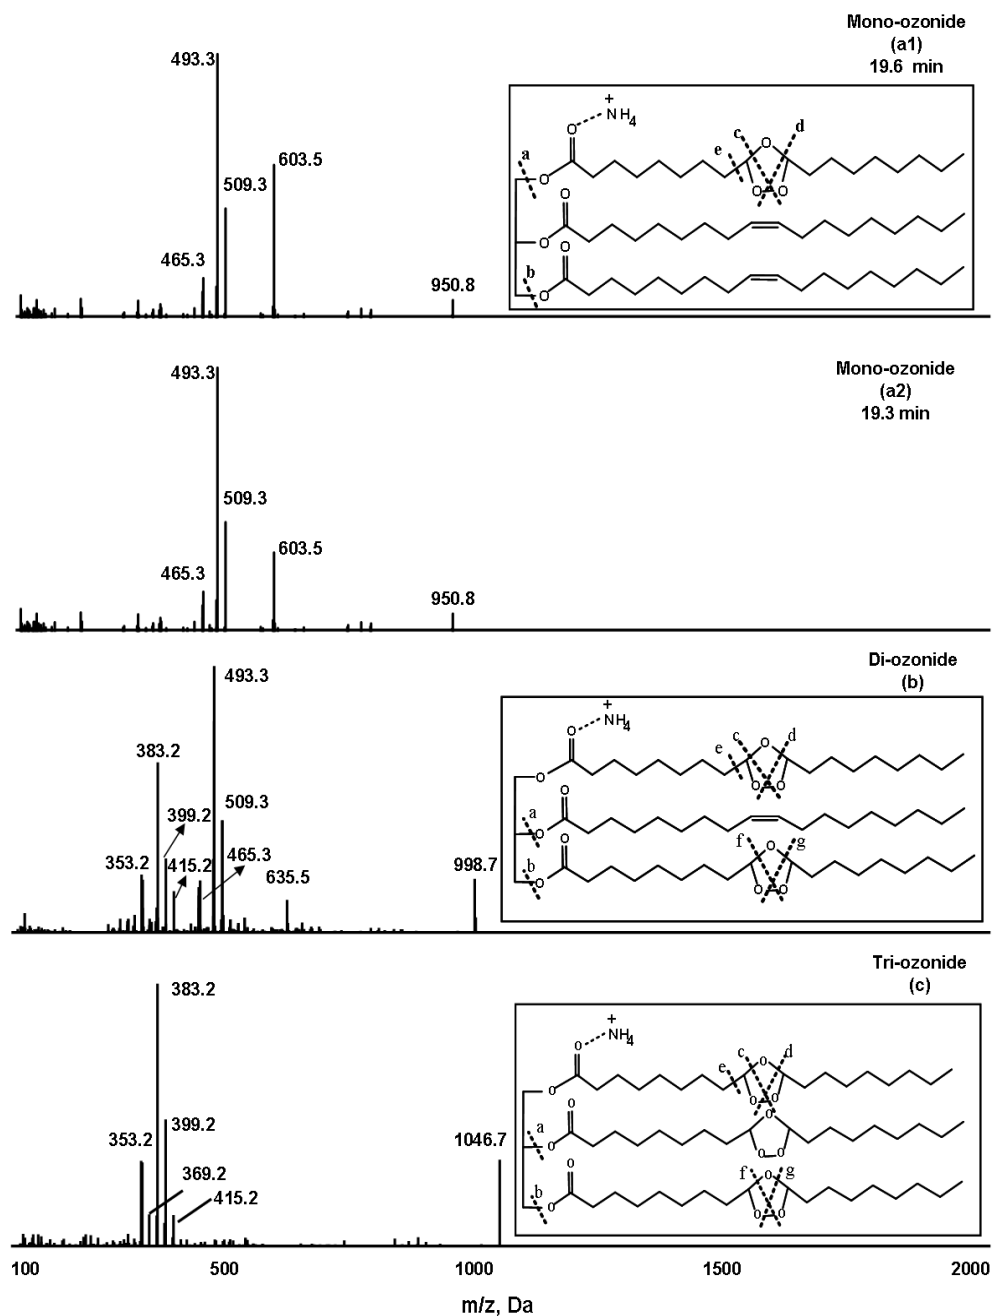 Mono-ozonide
(a1)
19.6 min
493.3
603.5
509.3
465.3
950.8
+
NH4
O
a
c
d
e
O
O
O O
O
O
O
b
O
Mono-ozonide
(a2)
19.3 min
493.3
509.3
603.5
465.3
950.8
Di-ozonide
(b)
493.3
383.2
399.2
509.3
353.2
415.2
465.3
635.5
998.7
+
NH4
O
c
d
e
O
O
O O
O
a
O
f
g
O
O
b
O
O O
Tri-ozonide
(c)
383.2
399.2
353.2
369.2
415.2
1046.7
+
NH4
o
c
d
e
o
o
o o
o
a
o
o
o o
o
f
g
o
b
o
o o
100
500
1000
1500
2000
m/z, Da